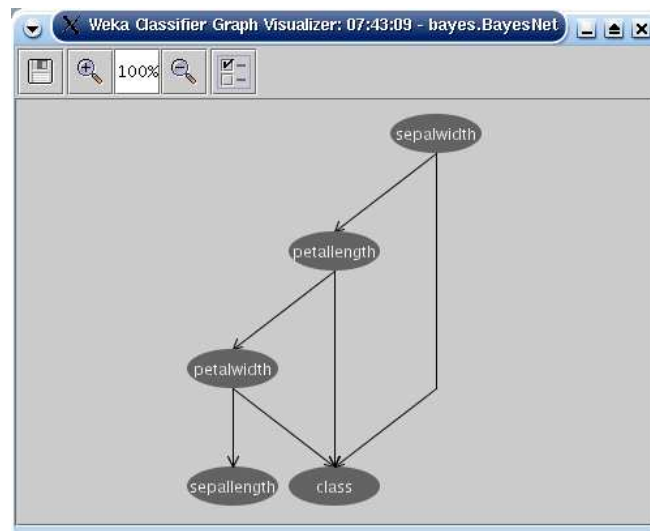 Weka Classifier Graph Visualizer: 07:43:09 - bayes.BayesNet
100%
sepalwidth
petallength
petalwidth
sepallength class